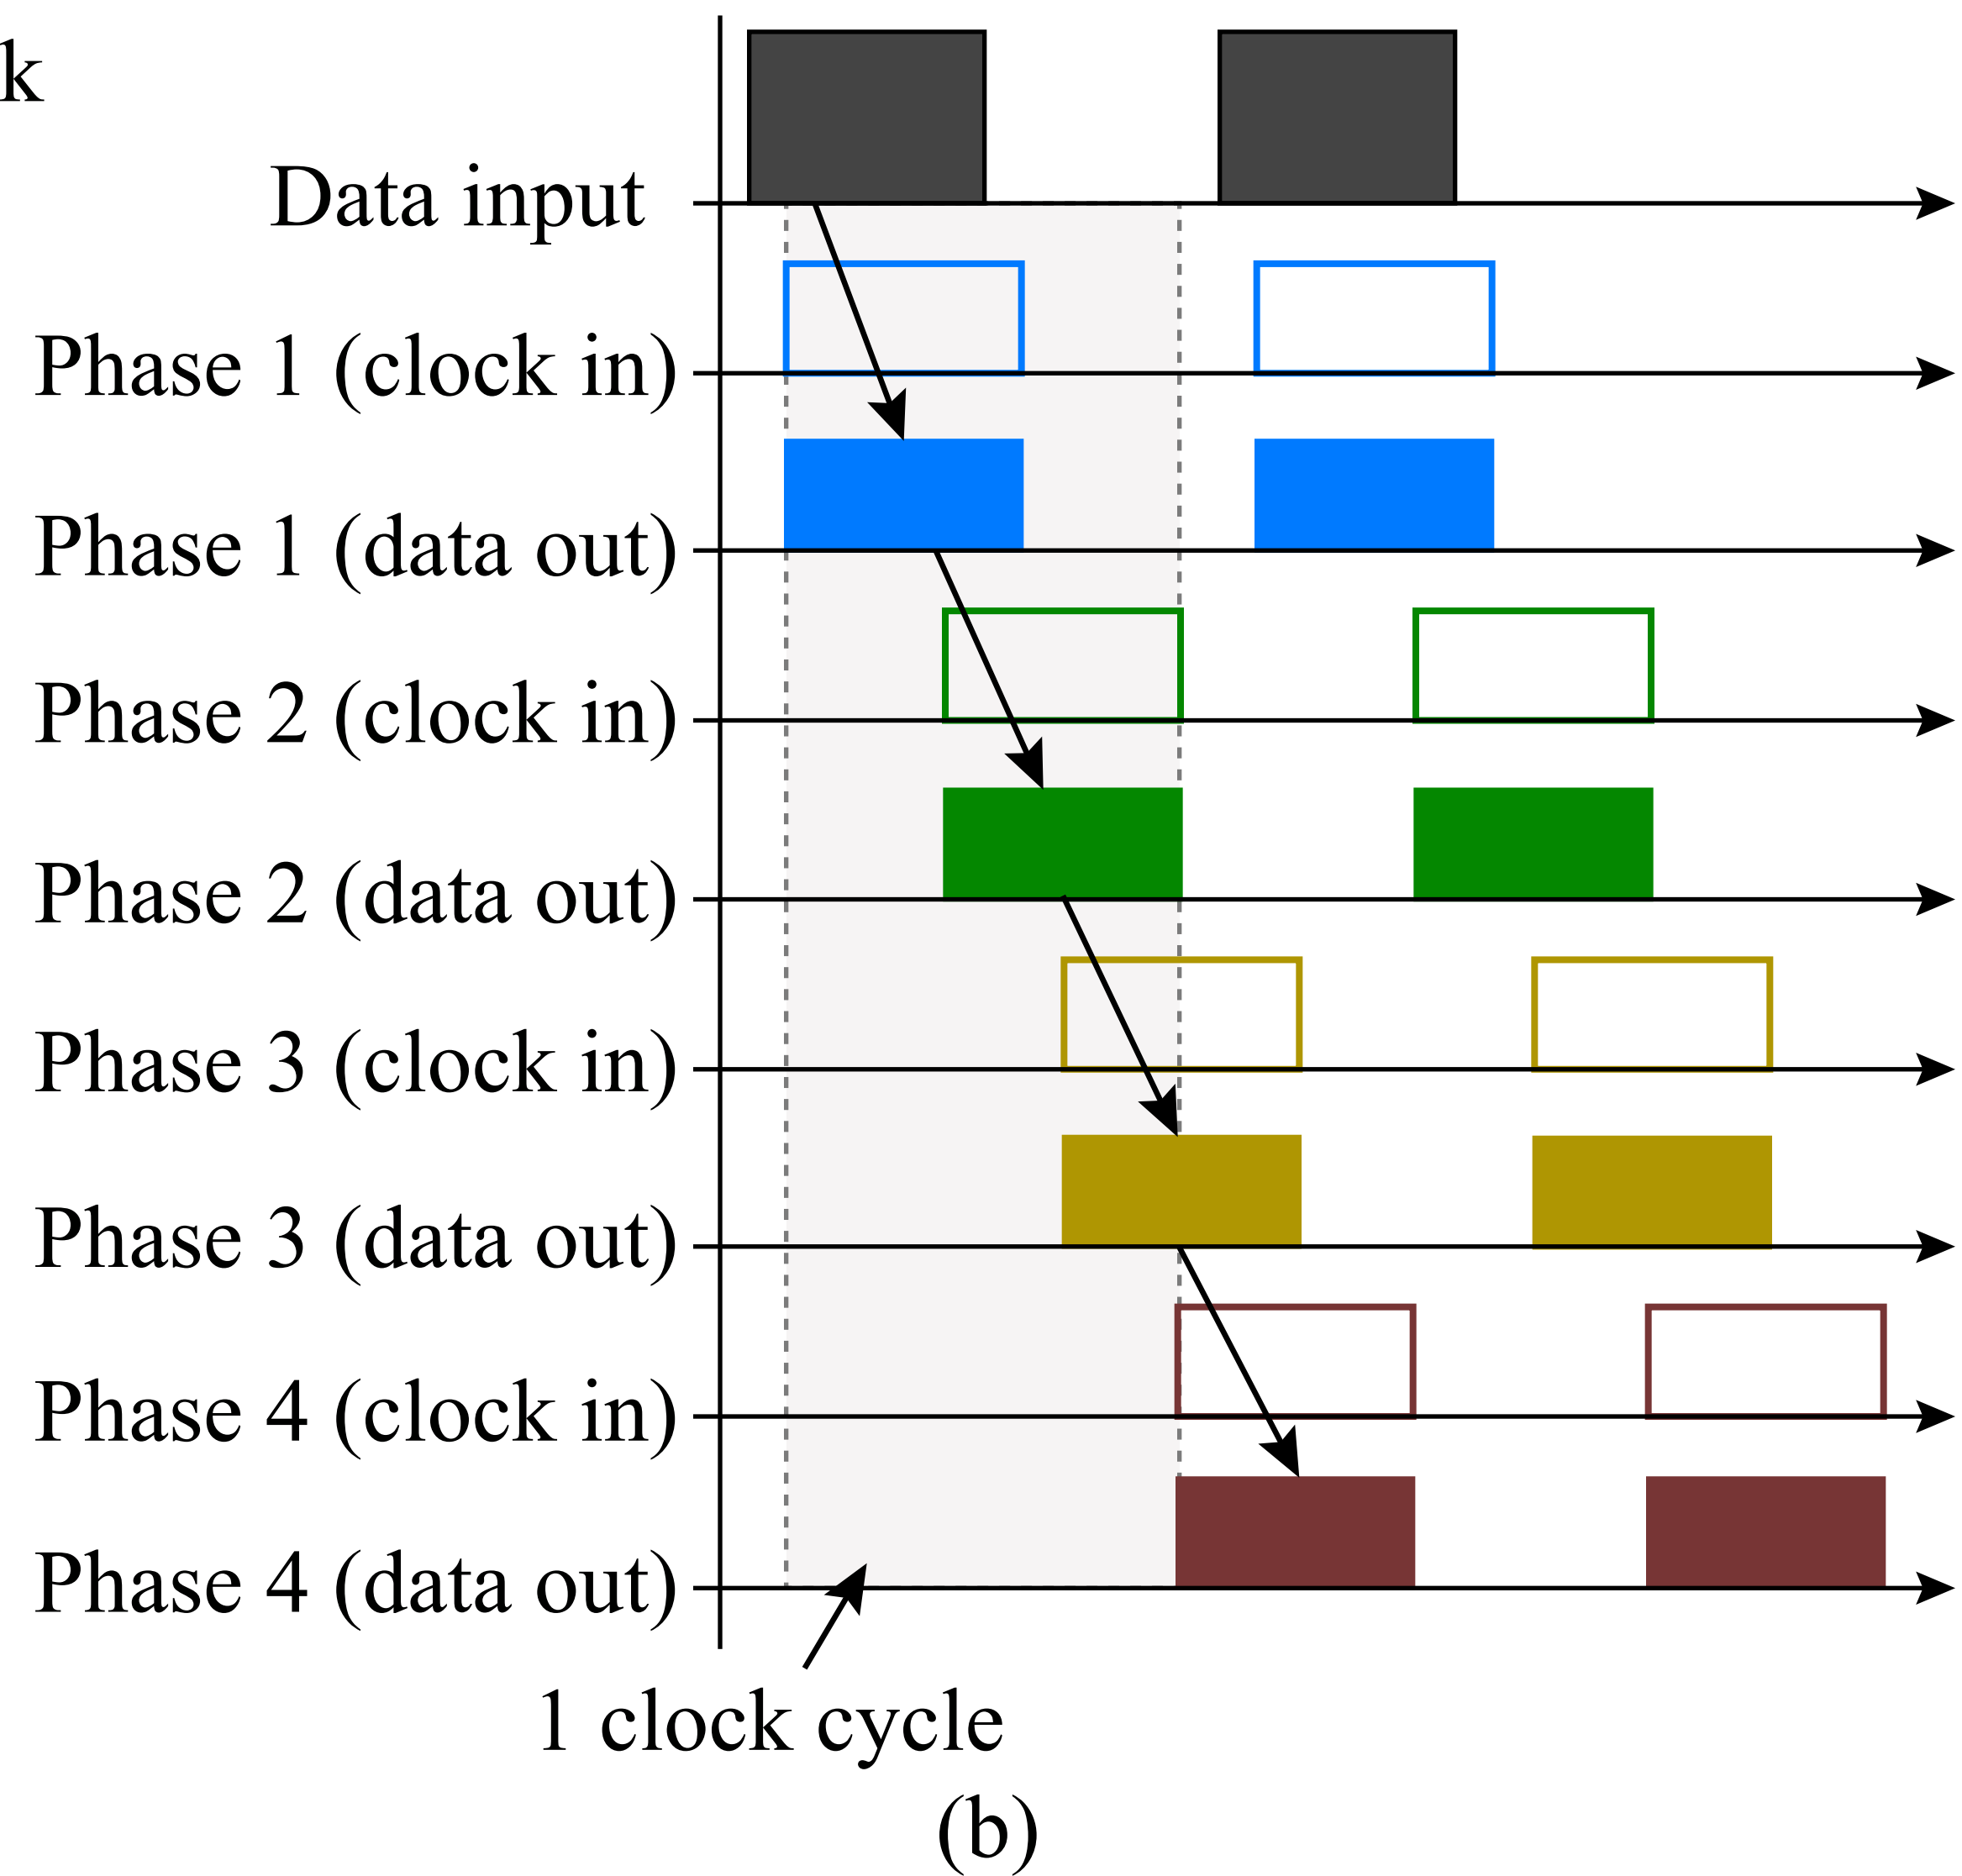 k
Data input
Phase 1 (clock in)
Phase 1 (data out)
Phase 2 (clock in)
Phase 2 (data out)
Phase 3 (clock in)
Phase 3 (data out)
Phase 4 (clock in)
Phase 4 (data out)
1 clock cycle
(b)